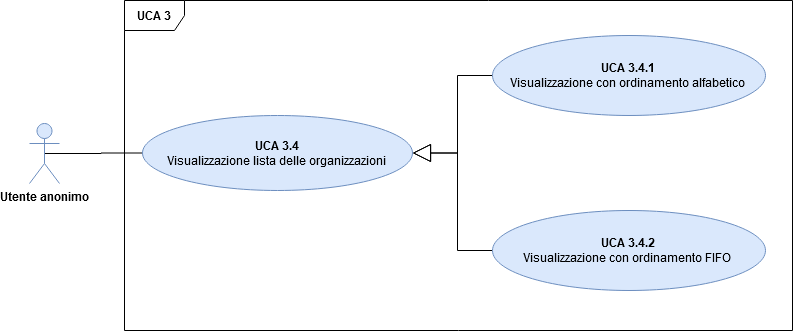 UCA 3
UCA 3.4.1
Visualizzazione con ordinamento alfabetico
UCA 3.4
Visualizzazione lista delle organizzazioni
Utente anonimo
UCA 3.4.2
Visualizzazione con ordinamento FIFO